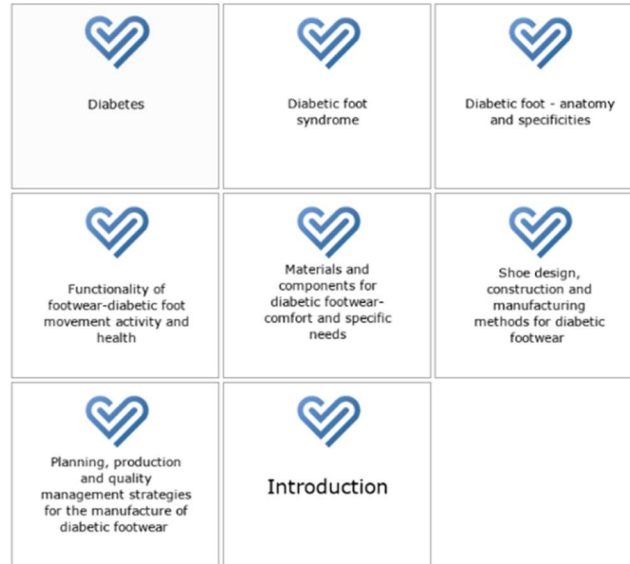 Diabetes
Diabetic foot
syndrome
Diabetic foot - anatomy
and specificities
Functionality of
footwear-diabetic foot
movement activity and
health
Materials and
components for
diabetic footwear-
comfort and specific
needs
Shoe design,
construction and
manufacturing
methods for diabetic
footwear
Planning, production
and quality
management strategies
for the manufacture of
diabetic footwear
Introduction